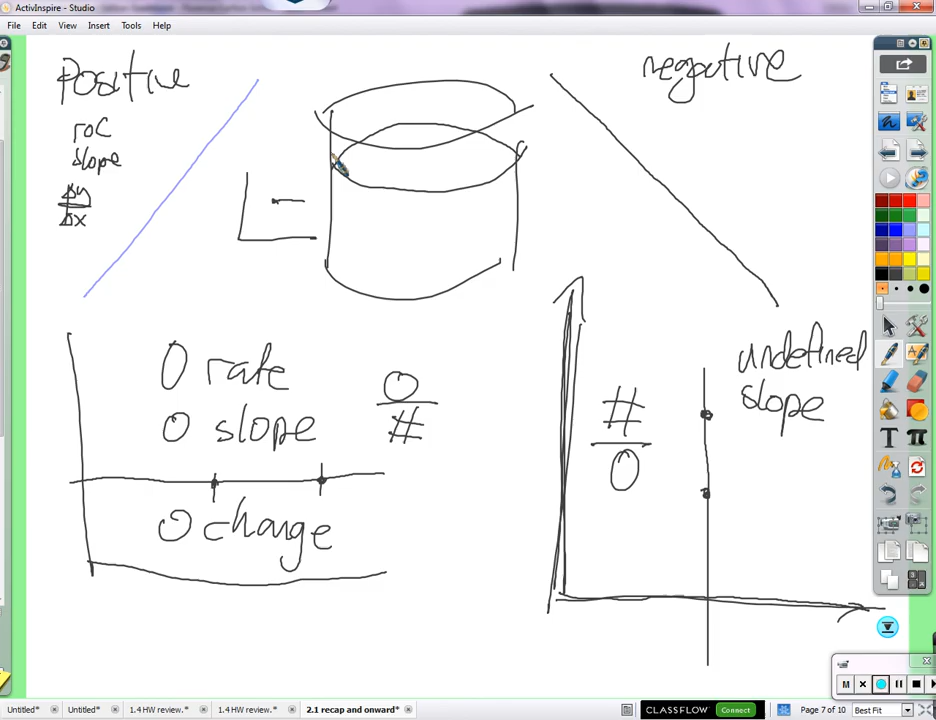 ActivInspire - Studio
File Edit View Insert Tools Help
Positive
roc
slope
Δy
Δx
negative
0 rate
0 slope
0
#
0 change
#
0
undefined
slope
T π
M
Untitled* Untitled* 1.4 HW review.* 1.4 HW review.* 2.1 recap and onward*
CLASSFLOW Connect
Page 7 of 10
Best Fit